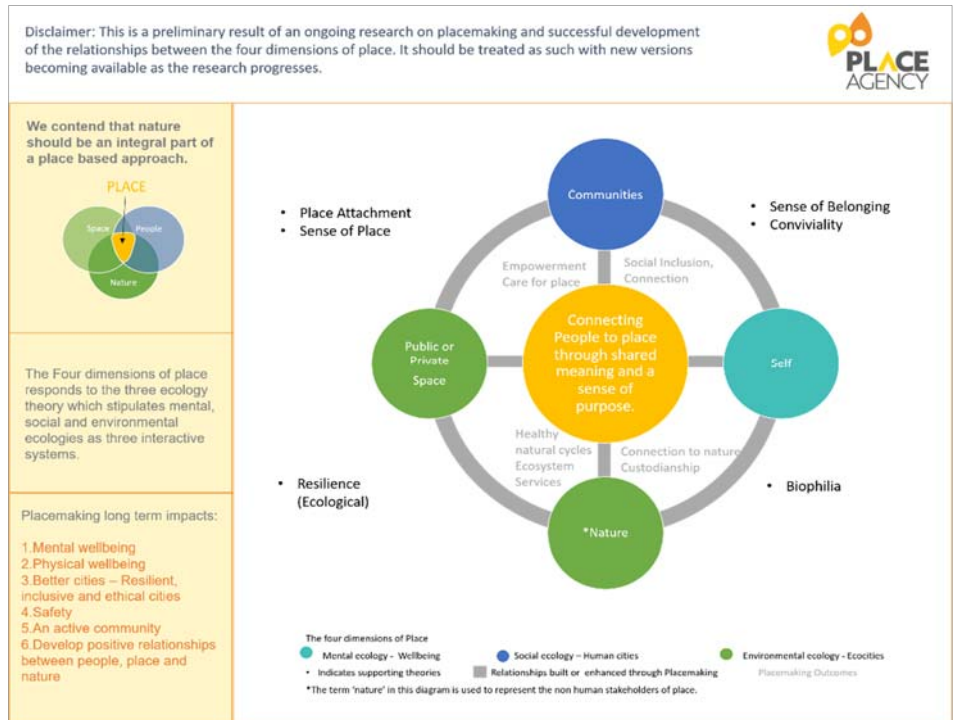 Disclaimer: This is a preliminary result of an ongoing research on placemaking and successful development
of the relationships between the four dimensions of place. It should be treated as such with new versions
becoming available as the research progresses.
PLACE
AGENCY
We contend that nature
should be an integral part of
a place based approach.
PLACE
Space
People
Nature
The Four dimensions of place
responds to the three ecology
theory which stipulates mental,
social and environmental
ecologies as three interactive
systems.
Placemaking long term impacts:
1.Mental wellbeing
2.Physical wellbeing
3.Better cities – Resilient,
inclusive and ethical cities
4.Safety
5.An active community
6.Develop positive relationships
between people, place and
nature
• Place Attachment
• Sense of Place
Communities
• Sense of Belonging
• Conviviality
Empowerment
Care for place
Social Inclusion,
Connection
Public or
Private
Space
Connecting
People to place
through shared
meaning and a
sense of
purpose.
Self
Healthy
natural cycles
Ecosystem
Services
Connection to nature
Custodianship
• Resilience
(Ecological)
• Biophilia
*Nature
The four dimensions of Place
Mental ecology - Wellbeing
Social ecology – Human cities
Environmental ecology - Ecocities
• Indicates supporting theories
Relationships built or enhanced through Placemaking
Placemaking Outcomes
*The term 'nature' in this diagram is used to represent the non human stakeholders of place.